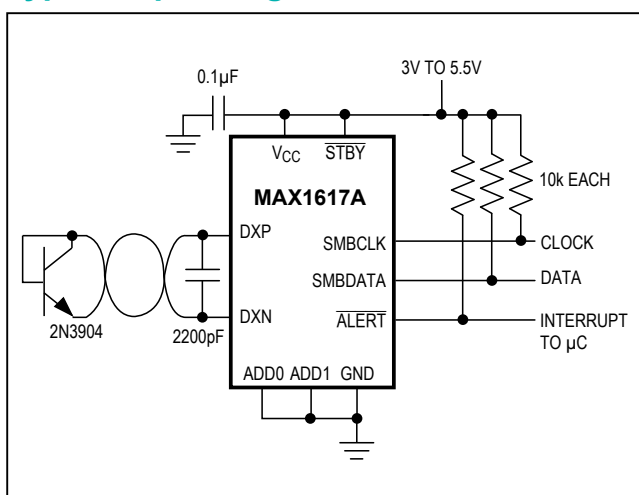 0.1µF
3V TO 5.5V
VCC
STBY
MAX1617A
10k EACH
DXP
SMBCLK
CLOCK
SMBDATA
DATA
DXN
ALERT
INTERRUPT
TO µC
2N3904
2200pF
ADD0 ADD1 GND